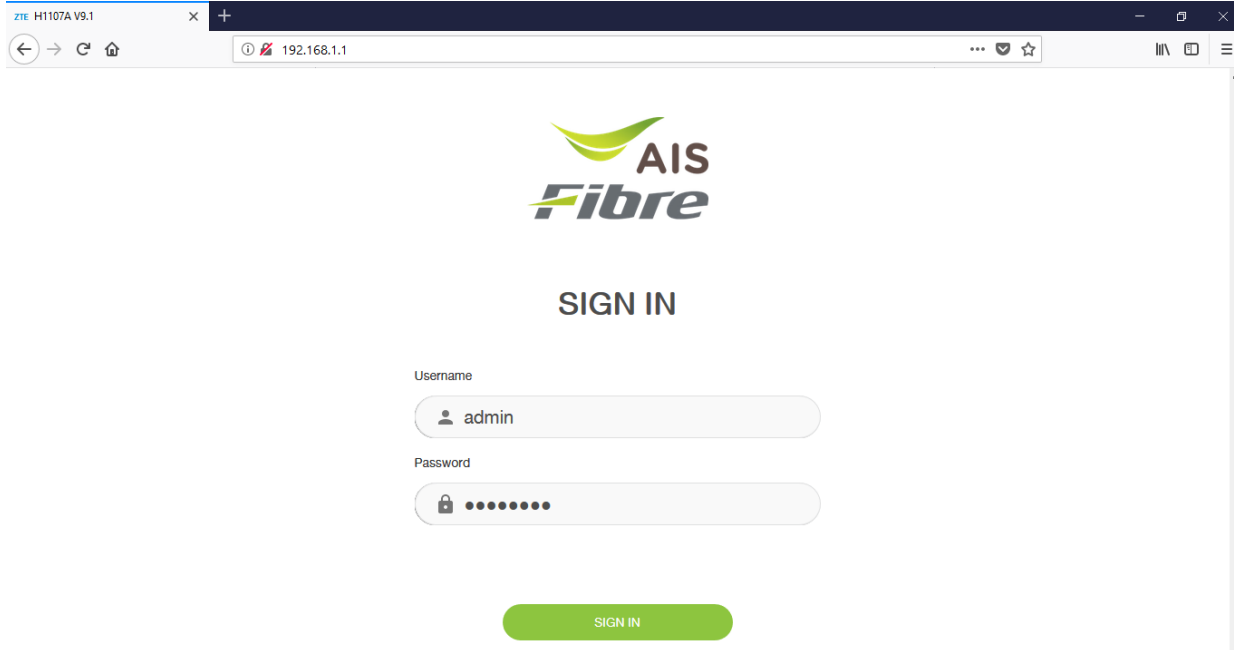 ZTE H1107A V9.1
192.168.1.1
AIS
Fibre
SIGN IN
Username
admin
Password
••••••••
SIGN IN